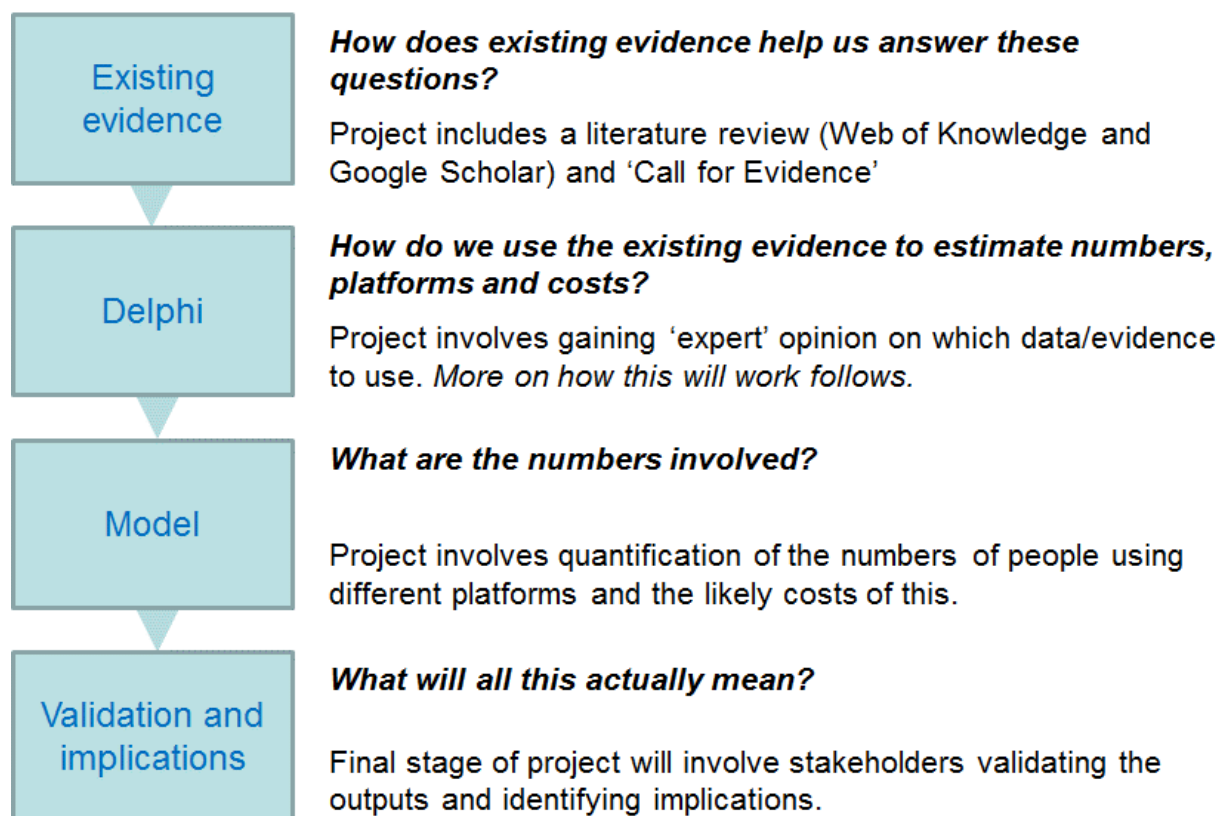 Existing
evidence
How does existing evidence help us answer these
questions?
Project includes a literature review (Web of Knowledge and
Google Scholar) and ‘Call for Evidence’
Delphi
How do we use the existing evidence to estimate numbers,
platforms and costs?
Project involves gaining ‘expert’ opinion on which data/evidence
to use. More on how this will work follows.
Model
What are the numbers involved?
Project involves quantification of the numbers of people using
different platforms and the likely costs of this.
Validation and
implications
What will all this actually mean?
Final stage of project will involve stakeholders validating the
outputs and identifying implications.